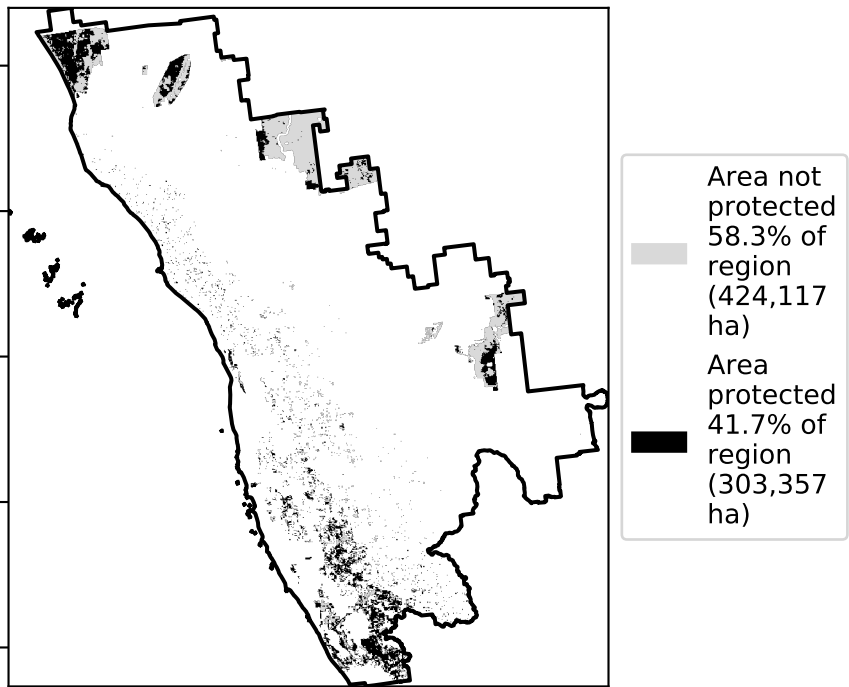 Area not
protected
58.3% of
region
(424,117
ha)
Area
protected
41.7% of
region
(303,357
ha)